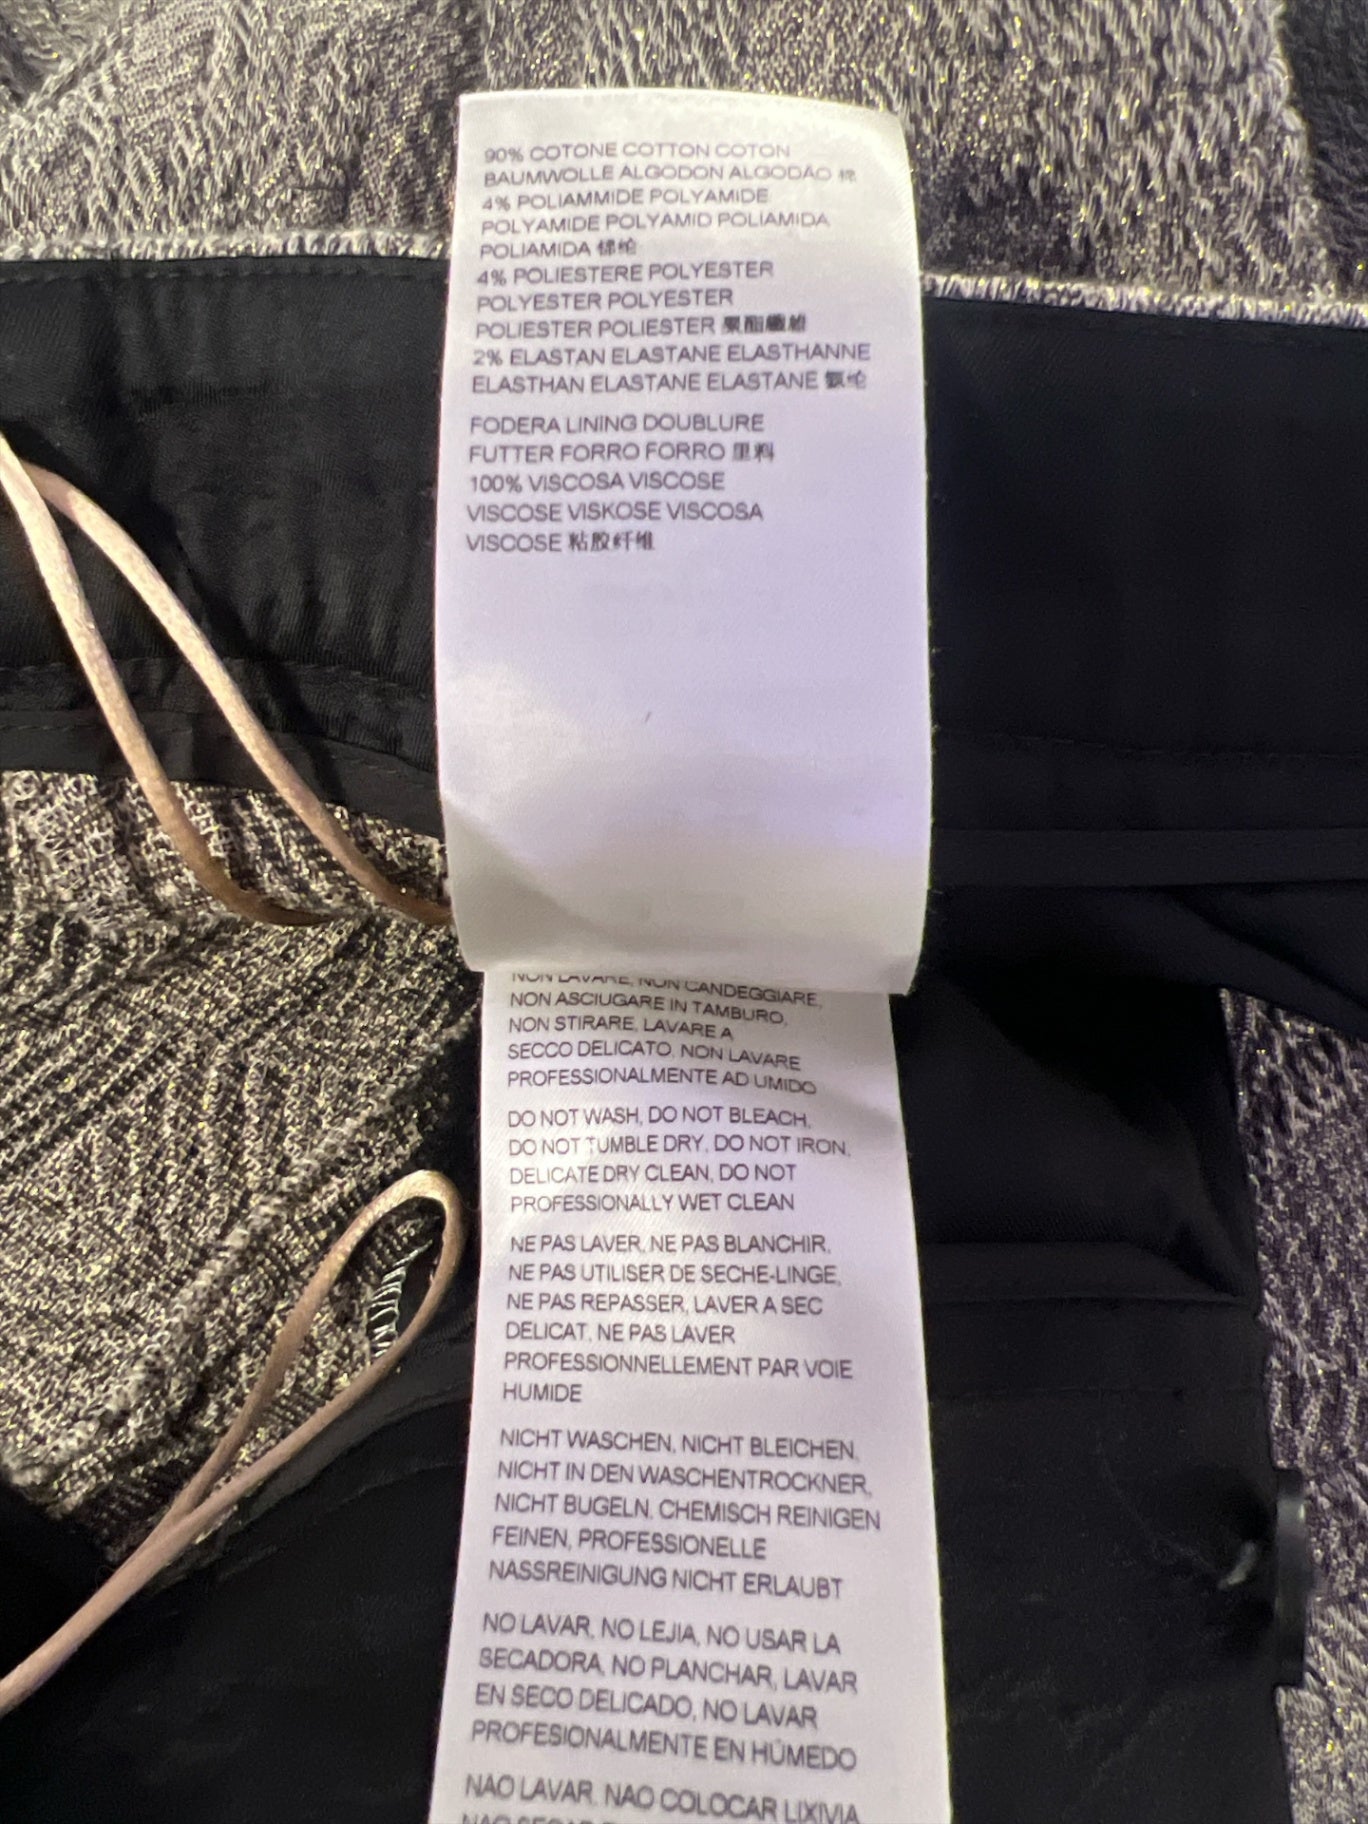 90% COTONE COTTON COTON
BAUMWOLLE ALGODON ALGODÃO 棉
4% POLIAMMIDE POLYAMIDE
POLYAMIDE POLYAMID POLIAMIDA
POLIAMIDA 锦纶
4% POLIESTERE POLYESTER
POLYESTER POLYESTER
POLIESTER POLIESTER 聚酯纖維
2% ELASTAN ELASTANE ELASTHANNE
ELASTHAN ELASTANE ELASTANE 氨纶
FODERA LINING DOUBLURE
FUTTER FORRO FORRO 里料
100% VISCOSA VISCOSE
VISCOSE VISKOSE VISCOSA
VISCOSE 粘胶纤维
NON LAVARE, NON CANDEGGIARE,
NON ASCIUGARE IN TAMBURO,
NON STIRARE, LAVARE A
SECCO DELICATO, NON LAVARE
PROFESSIONALMENTE AD UMIDO
DO NOT WASH, DO NOT BLEACH,
DO NOT TUMBLE DRY, DO NOT IRON,
DELICATE DRY CLEAN, DO NOT
PROFESSIONALLY WET CLEAN
NE PAS LAVER, NE PAS BLANCHIR,
NE PAS UTILISER DE SECHE-LINGE,
NE PAS REPASSER, LAVER A SEC
DELICAT, NE PAS LAVER
PROFESSIONNELLEMENT PAR VOIE
HUMIDE
NICHT WASCHEN, NICHT BLEICHEN,
NICHT IN DEN WASCHENTROCKNER,
NICHT BUGELN, CHEMISCH REINIGEN
FEINEN, PROFESSIONELLE
NASSREINIGUNG NICHT ERLAUBT
NO LAVAR, NO LEJIA, NO USAR LA
SECADORA, NO PLANCHAR, LAVAR
EN SECO DELICADO, NO LAVAR
PROFESIONALMENTE EN HÚMEDO
NAO LAVAR, NAO COLOCAR LIXIVIA